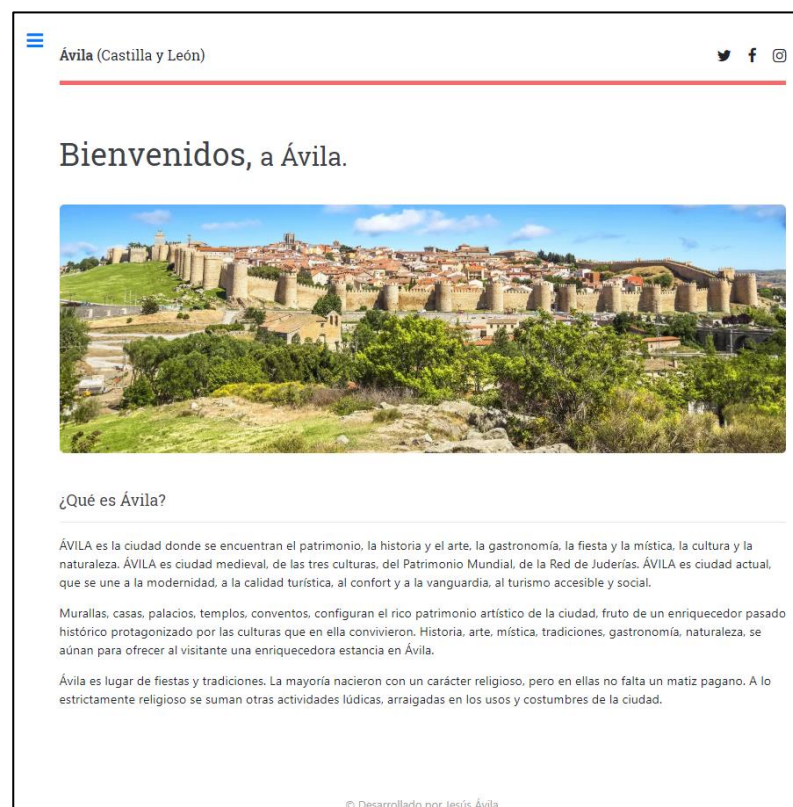 Ávila (Castilla y León)
Bienvenidos, a Ávila.
¿Qué es Ávila?
ÁVILA es la ciudad donde se encuentran el patrimonio, la historia y el arte, la gastronomía, la fiesta y la mística, la cultura y la
naturaleza. ÁVILA es ciudad medieval, de las tres culturas, del Patrimonio Mundial, de la Red de Juderías. ÁVILA es ciudad actual,
que se une a la modernidad, a la calidad turística, al confort y a la vanguardia, al turismo accesible y social.
Murallas, casas, palacios, templos, conventos, configuran el rico patrimonio artístico de la ciudad, fruto de un enriquecedor pasado
histórico protagonizado por las culturas que en ella convivieron. Historia, arte, mística, tradiciones, gastronomía, naturaleza, se
aúnan para ofrecer al visitante una enriquecedora estancia en Ávila.
Ávila es lugar de fiestas y tradiciones. La mayoría nacieron con un carácter religioso, pero en ellas no falta un matiz pagano. A lo
estrictamente religioso se suman otras actividades lúdicas, arraigadas en los usos y costumbres de la ciudad.
© Desarrollado por Jesús Ávila